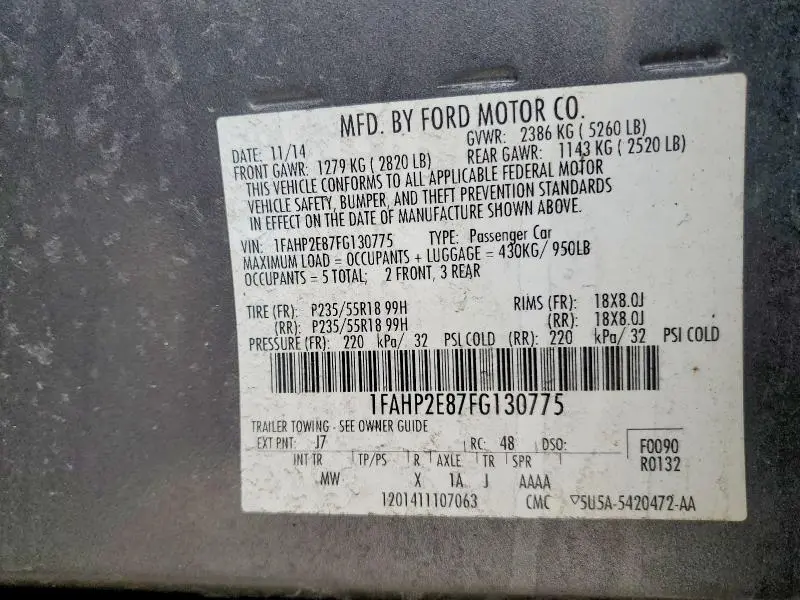 MFD. BY FORD MOTOR CO.
DATE: 11/14 GVWR: 2386 KG ( 5260 LB)
FRONT GAWR: 1279 KG ( 2820 LB) REAR GAWR: 1143 KG ( 2520 LB)
THIS VEHICLE CONFORMS TO ALL APPLICABLE FEDERAL MOTOR
VEHICLE SAFETY, BUMPER, AND THEFT PREVENTION STANDARDS
IN EFFECT ON THE DATE OF MANUFACTURE SHOWN ABOVE.
VIN: 1FAHP2E87FG130775 TYPE: Passenger Car
MAXIMUM LOAD = OCCUPANTS + LUGGAGE = 430KG/ 950LB
OCCUPANTS = 5 TOTAL; 2 FRONT, 3 REAR
TIRE (FR): P235/55R18 99H RIMS (FR): 18X8.0J
(RR): P235/55R18 99H (RR): 18X8.0J
PRESSURE (FR): 220 kPa/ 32 PSI COLD (RR): 220 kPa/ 32 PSI COLD
1FAHP2E87FG130775
TRAILER TOWING - SEE OWNER GUIDE
EXT PNT: J7 RC: 48 DSO: F0090
INT TR TP/PS R AXLE TR SPR R0132
MW X 1A J AAAA
1201411107063 CMC ▽5U5A-5420472-AA